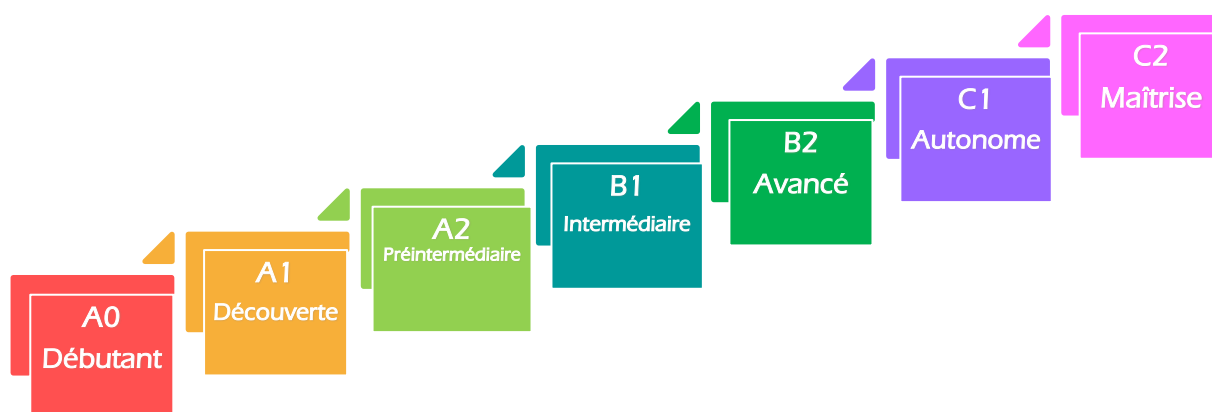 A0
Débutant
A1
Découverte
A2
Préintermédiaire
B1
Intermédiaire
B2
Avancé
C1
Autonome
C2
Maîtrise